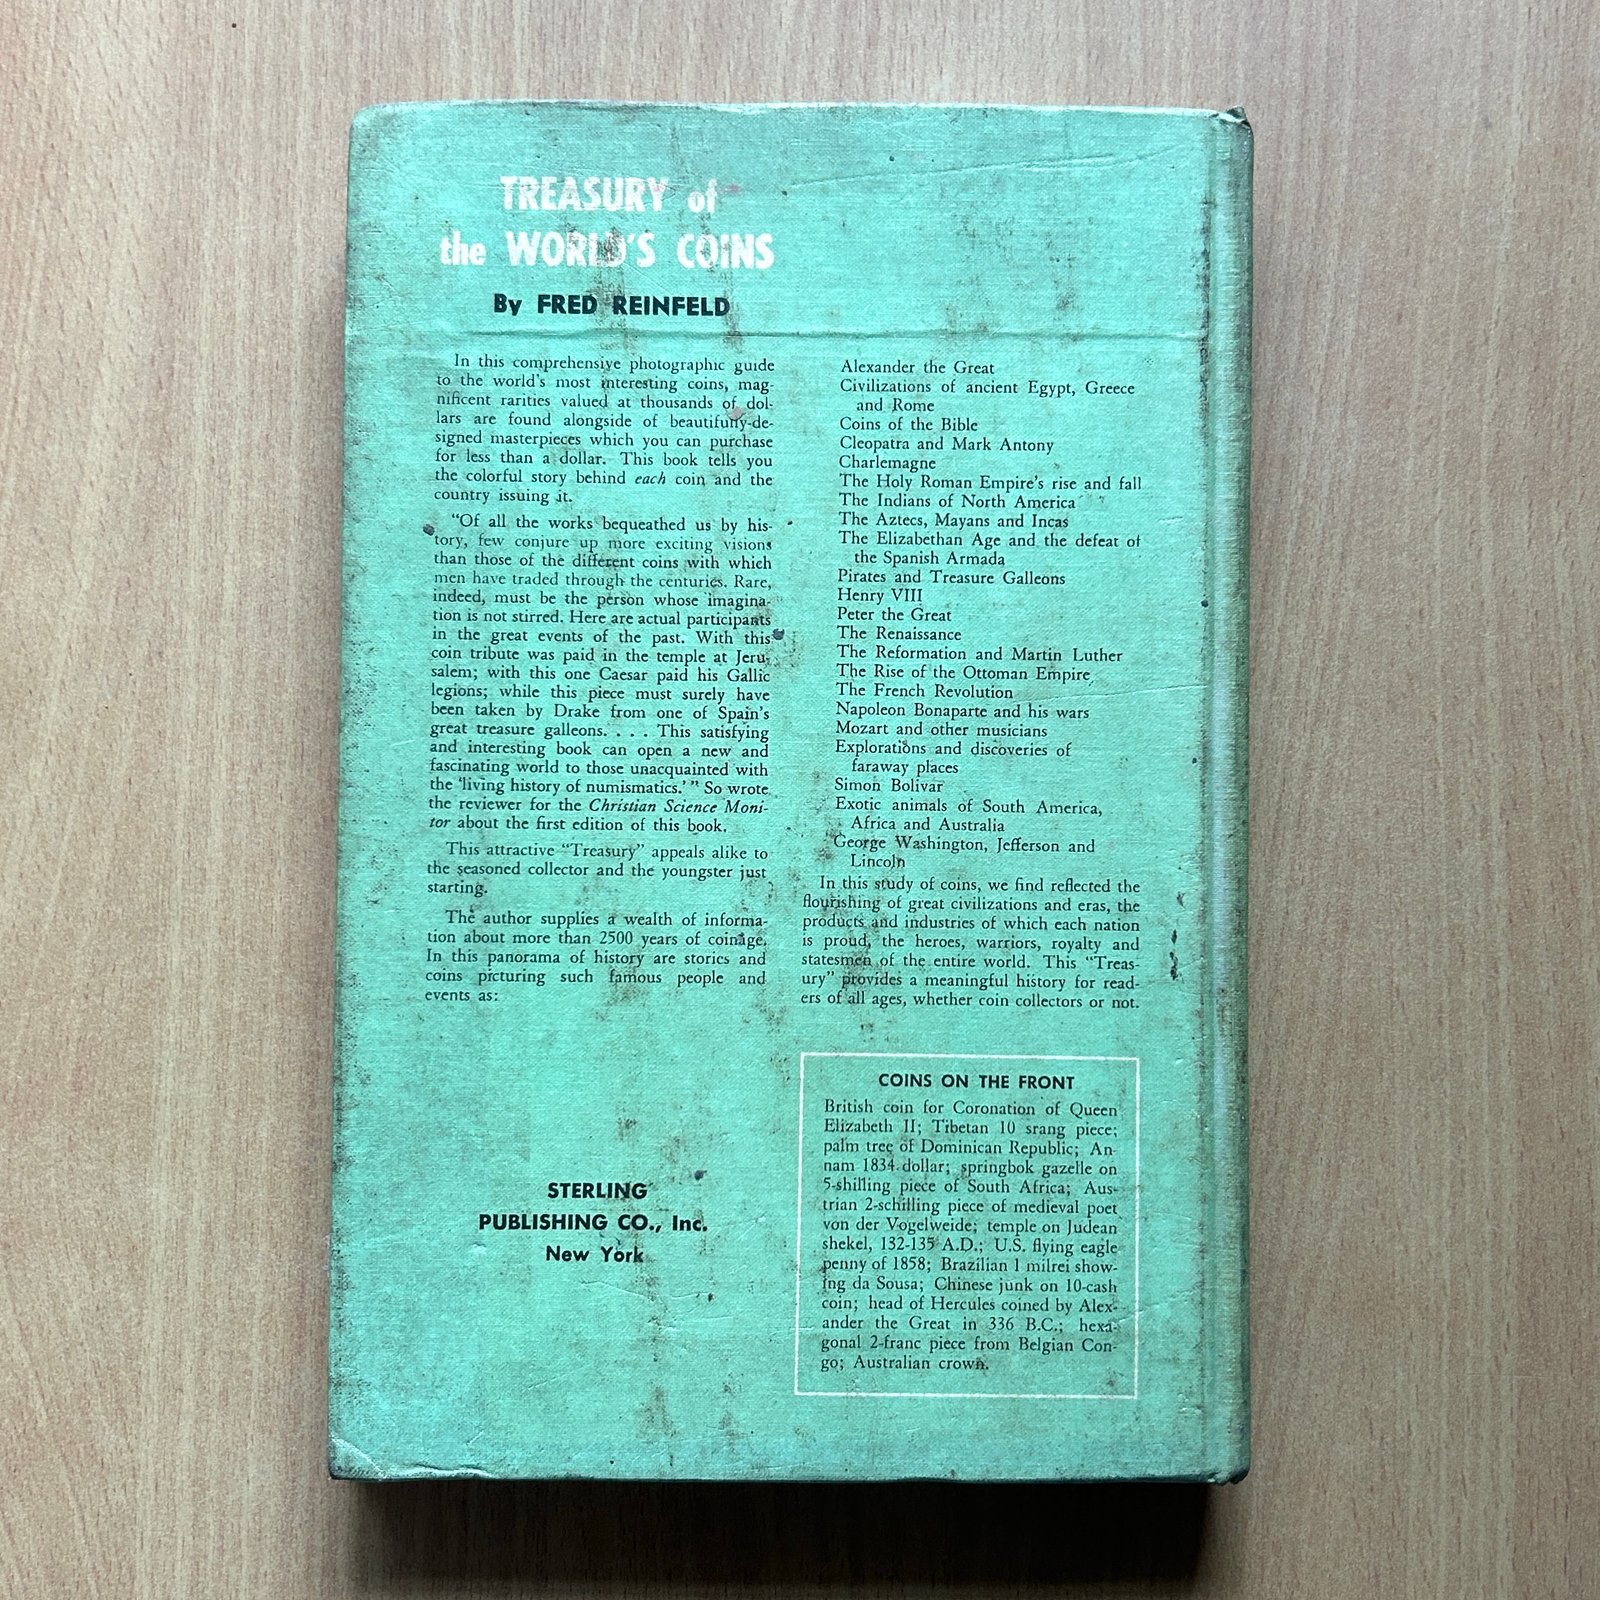 TREASURY of
the WORLD'S COINS
By FRED REINFELD
In this comprehensive photographic guide
to the world's most interesting coins, mag-
nificent rarities valued at thousands of dol-
lars are found alongside of beautifully-de-
signed masterpieces which you can purchase
for less than a dollar. This book tells you
the colorful story behind each coin and the
country issuing it.
"Of all the works bequeathed us by his-
tory, few conjure up more exciting visions
than those of the different coins with which
men have traded through the centuries. Rare,
indeed, must be the person whose imagina-
tion is not stirred. Here are actual participants
in the great events of the past. With this
coin tribute was paid in the temple at Jeru-
salem; with this one Caesar paid his Gallic
legions; while this piece must surely have
been taken by Drake from one of Spain's
great treasure galleons. . . . This satisfying
and interesting book can open a new and
fascinating world to those unacquainted with
the 'living history of numismatics.'" So wrote
the reviewer for the Christian Science Moni-
tor about the first edition of this book.
This attractive "Treasury" appeals alike to
the seasoned collector and the youngster just
starting.
The author supplies a wealth of informa-
tion about more than 2500 years of coinage.
In this panorama of history are stories and
coins picturing such famous people and
events as:
STERLING
PUBLISHING CO., Inc.
New York
Alexander the Great
Civilizations of ancient Egypt, Greece
and Rome
Coins of the Bible
Cleopatra and Mark Antony
Charlemagne
The Holy Roman Empire's rise and fall
The Indians of North America
The Aztecs, Mayans and Incas
The Elizabethan Age and the defeat of
the Spanish Armada
Pirates and Treasure Galleons
Henry VIII
Peter the Great
The Renaissance
The Reformation and Martin Luther
The Rise of the Ottoman Empire
The French Revolution
Napoleon Bonaparte and his wars
Mozart and other musicians
Explorations and discoveries of
faraway places
Simon Bolivar
Exotic animals of South America,
Africa and Australia
George Washington, Jefferson and
Lincoln
In this study of coins, we find reflected the
flourishing of great civilizations and eras, the
products and industries of which each nation
is proud, the heroes, warriors, royalty and
statesmen of the entire world. This "Treas-
ury" provides a meaningful history for read-
ers of all ages, whether coin collectors or not.
COINS ON THE FRONT
British coin for Coronation of Queen
Elizabeth II; Tibetan 10 srang piece;
palm tree of Dominican Republic; An-
nam 1834 dollar; springbok gazelle on
5-shilling piece of South Africa; Aus-
trian 2-schilling piece of medieval poet
von der Vogelweide; temple on Judean
shekel, 132-135 A.D.; U.S. flying eagle
penny of 1858; Brazilian 1 milrei show-
ing da Sousa; Chinese junk on 10-cash
coin; head of Hercules coined by Alex-
ander the Great in 336 B.C.; hexa-
gonal 2-franc piece from Belgian Con-
go; Australian crown.